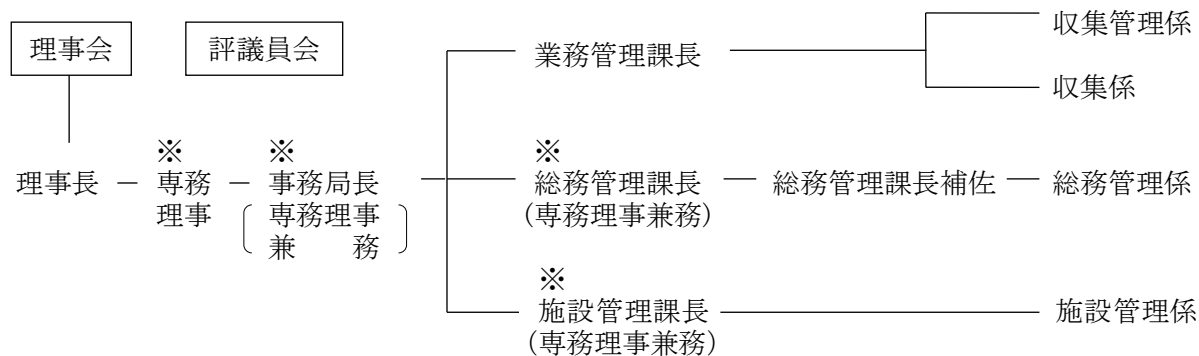 理事会
評議員会
業務管理課長
収集管理係
収集係
※
※
※
理事長 － 専務 － 事務局長
総務管理課長 － 総務管理課長補佐 － 総務管理係
理事
専務理事
兼　務
(専務理事兼務)
※
施設管理課長
施設管理係
(専務理事兼務)